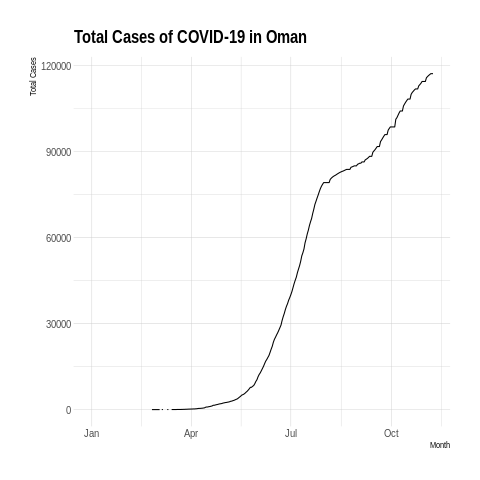 Total Cases of COVID-19 in Oman
Total Cases
120000
90000
60000
30000
0
Jan Apr Jul Oct
Month